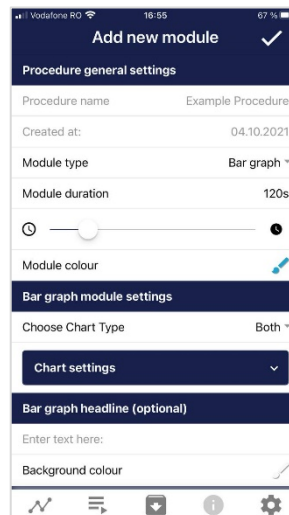 Vodafone RO 16:55 67 %
Add new module
Procedure general settings
Procedure name Example Procedure
Created at: 04.10.2021
Module type Bar graph
Module duration 120s
Module colour
Bar graph module settings
Choose Chart Type Both
Chart settings
Bar graph headline (optional)
Enter text here:
Background colour